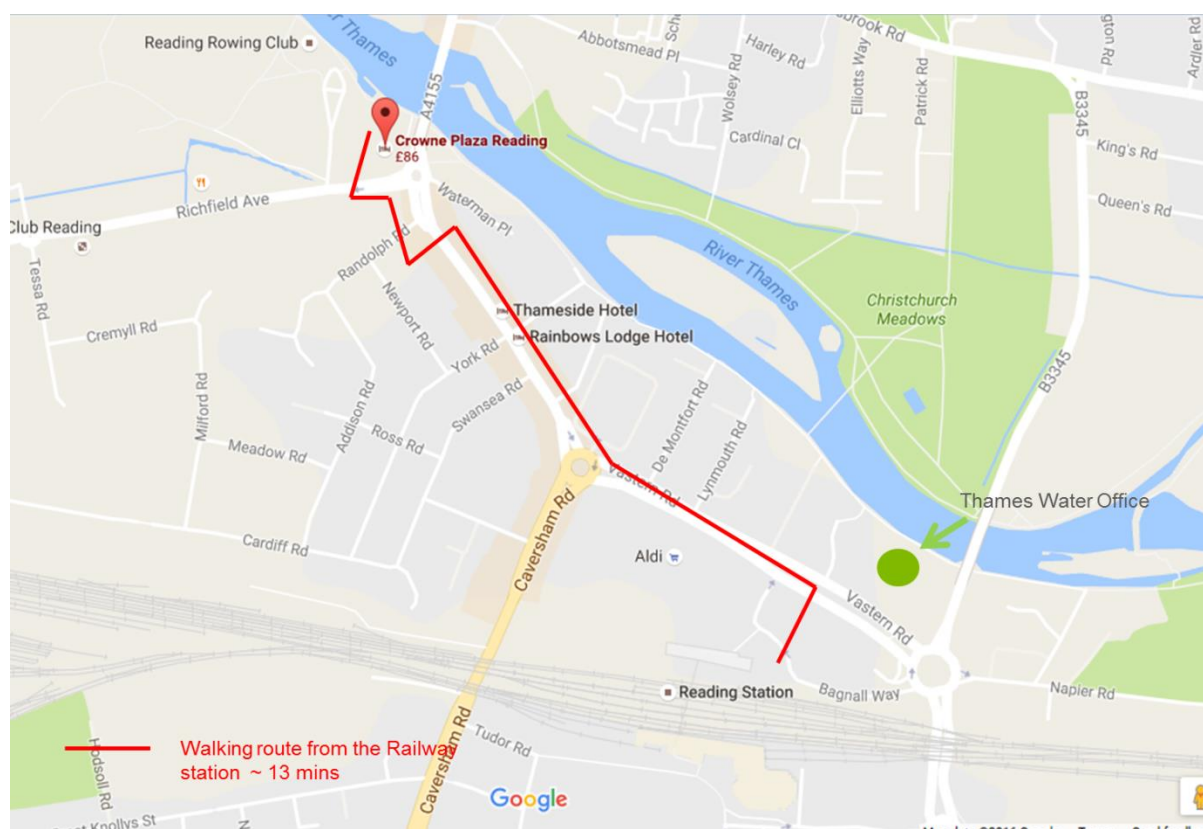 Reading Rowing Club
River Thames
A4155
Abbotsmead Pl
Harley Rd
Wolsey Rd
Elliotts Way
Patrick Rd
Ardler Rd
B3345
King's Rd
Cardinal Cl
Queen's Rd
Crowne Plaza Reading
£86
Richfield Ave
Waterman Pl
Club Reading
Randolph Rd
Tessa Rd
Newport Rd
River Thames
Christchurch
Meadows
Thameside Hotel
Rainbows Lodge Hotel
Cremyll Rd
York Rd
B3345
Milford Rd
Addison Rd
Swansea Rd
De Montfort Rd
Ross Rd
Meadow Rd
Lynmouth Rd
Vastern Rd
Thames Water Office
Cardiff Rd
Caversham Rd
Aldi
Vastern Rd
Reading Station
Bagnall Way
Napier Rd
Hodsoll Rd
Walking route from the Railway
station ~ 13 mins
Tudor Rd
Caversham Rd
Google
Knollys St